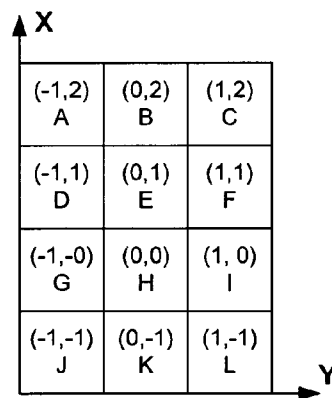 X
(-1,2) (0,2) (1,2)
A B C
(-1,1) (0,1) (1,1)
D E F
(-1,-0) (0,0) (1, 0)
G H I
(-1,-1) (0,-1) (1,-1)
J K L
Y